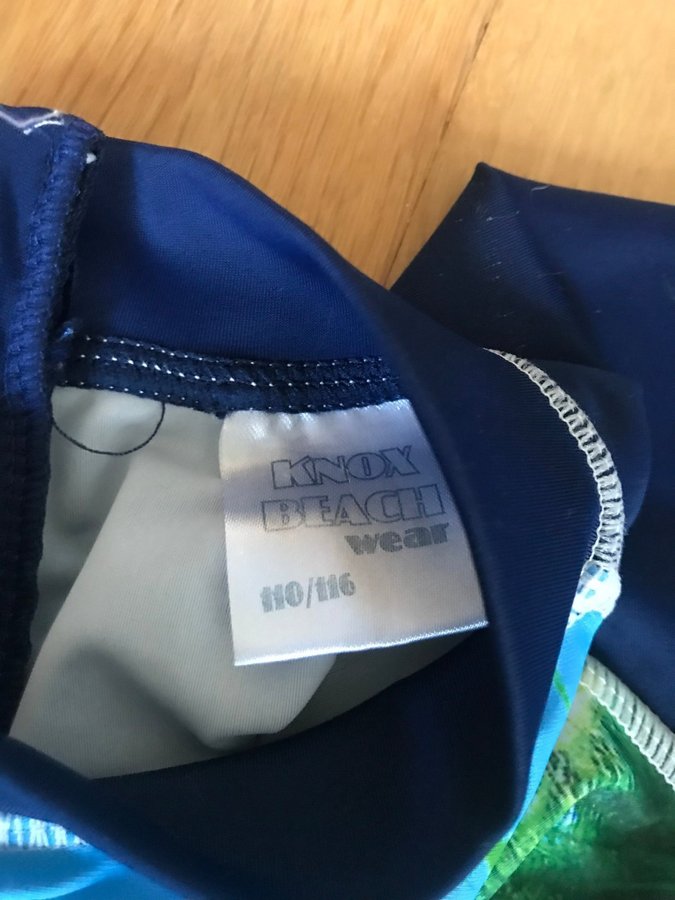 KNOX
BEACH
wear
110/116